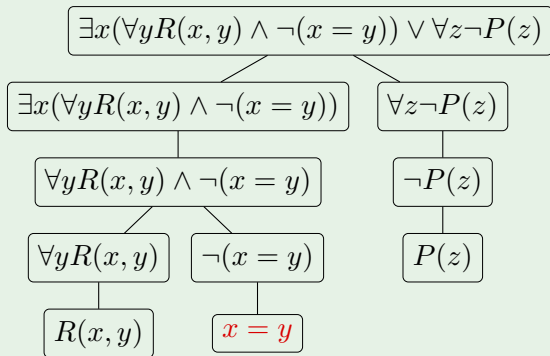 ∃x(∀yR(x, y) ∧ ¬(x = y)) ∨ ∀z¬P(z)
∃x(∀yR(x, y) ∧ ¬(x = y)) ∀z¬P(z)
∀yR(x, y) ∧ ¬(x = y) ¬P(z)
∀yR(x, y) ¬(x = y) P(z)
R(x, y) x = y